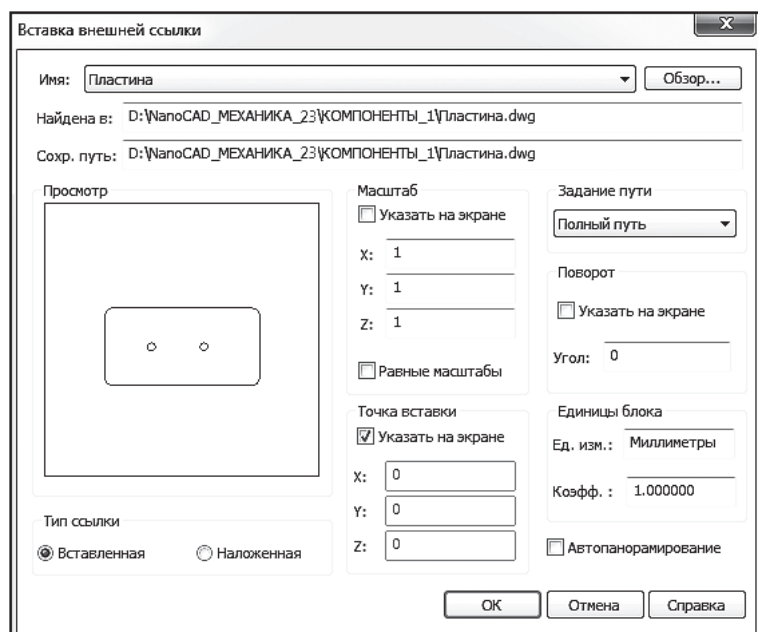 Вставка внешней ссылки
Имя: Пластина Обзор...
Найдена в: D:\NanoCAD_МЕХАНИКА_23\КОМПОНЕНТЫ_1\Пластина.dwg
Сохр. путь: D:\NanoCAD_МЕХАНИКА_23\КОМПОНЕНТЫ_1\Пластина.dwg
Просмотр
Тип ссылки
Вставленная Наложенная
Масштаб
Указать на экране
X: 1
Y: 1
Z: 1
Равные масштабы
Точка вставки
Указать на экране
X: 0
Y: 0
Z: 0
Задание пути
Полный путь
Поворот
Указать на экране
Угол: 0
Единицы блока
Ед. изм.: Миллиметры
Коэфф. : 1.000000
Автопанорамирование
ОК Отмена Справка